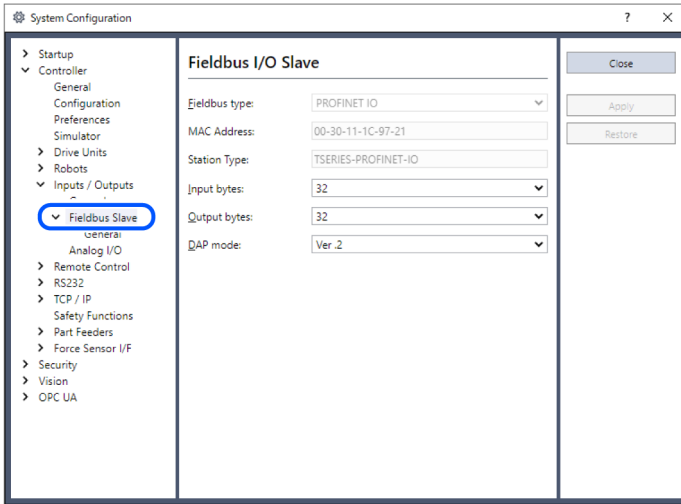 System Configuration
?
Startup
Controller
General
Configuration
Preferences
Simulator
Drive Units
Robots
Inputs / Outputs
Fieldbus Slave
General
Analog I/O
Remote Control
RS232
TCP / IP
Safety Functions
Part Feeders
Force Sensor I/F
Security
Vision
OPC UA
Fieldbus I/O Slave
Fieldbus type: PROFINET IO
MAC Address: 00-30-11-1C-97-21
Station Type: TSERIES-PROFINET-IO
Input bytes: 32
Output bytes: 32
DAP mode: Ver .2
Close
Apply
Restore